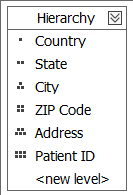 Hierarchy
Country
State
City
ZIP Code
Address
Patient ID
<new level>